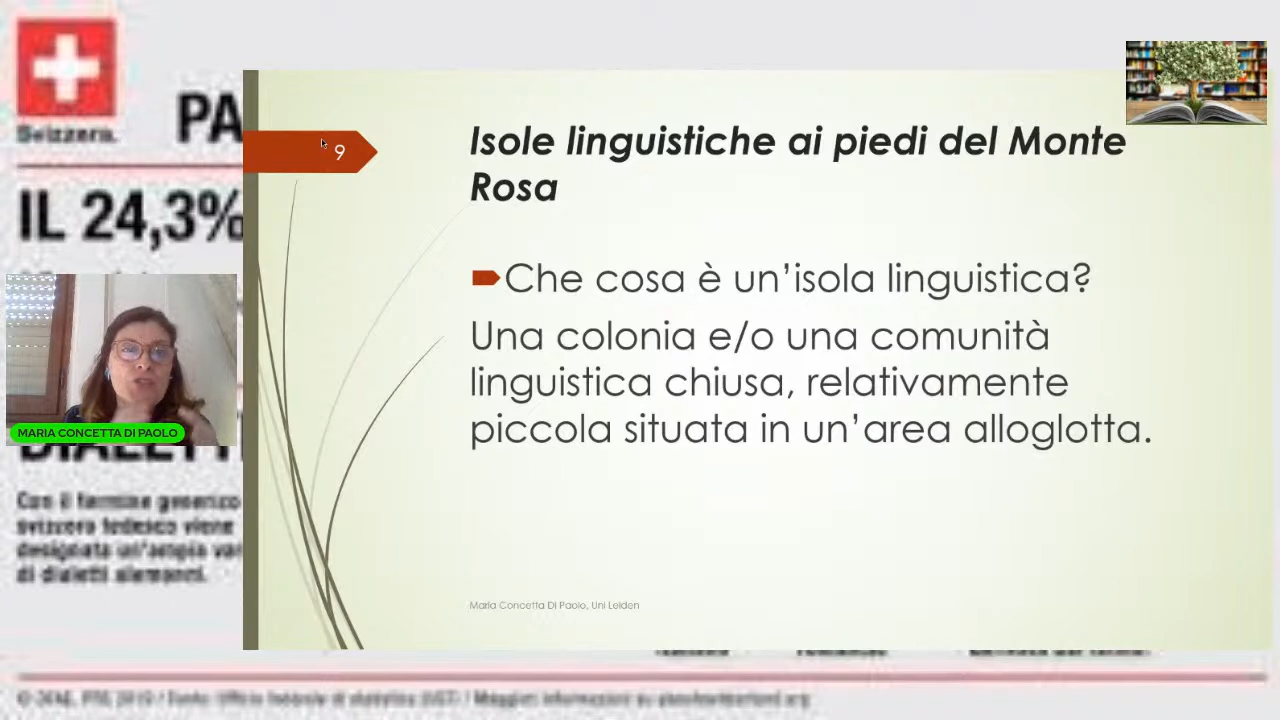 Svizzera.
PA
IL 24,3%
9
Isole linguistiche ai piedi del Monte
Rosa
Che cosa è un’isola linguistica?
Una colonia e/o una comunità
linguistica chiusa, relativamente
piccola situata in un’area alloglotta.
Maria Concetta Di Paolo, Uni Leiden
MARIA CONCETTA DI PAOLO
DIALETTI
Con il termine generico
svizzero tedesco viene
designata un'ampia var
di dialetti alemanni.